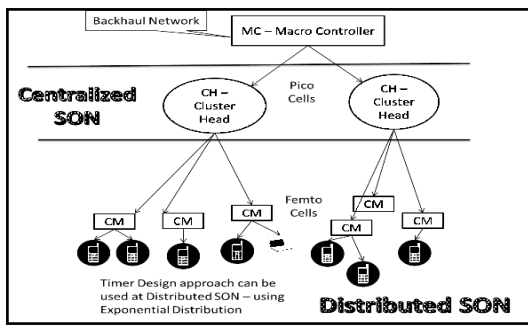 Backhaul Network
MC – Macro Controller
Centralized
SON
CH –
Cluster
Head
Pico
Cells
CH –
Cluster
Head
CM
CM
CM
Femto
Cells
CM
CM
CM
Timer Design approach can be
used at Distributed SON – using
Exponential Distribution
Distributed SON